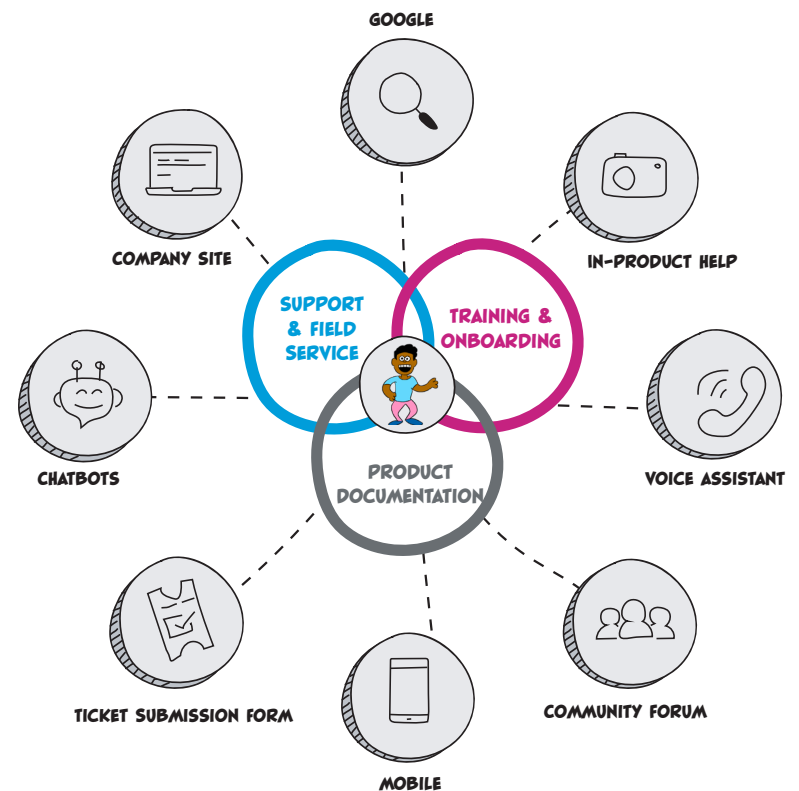 GOOGLE
COMPANY SITE
IN-PRODUCT HELP
SUPPORT
& FIELD
SERVICE
TRAINING &
ONBOARDING
CHATBOTS
VOICE ASSISTANT
PRODUCT
DOCUMENTATION
TICKET SUBMISSION FORM
COMMUNITY FORUM
MOBILE